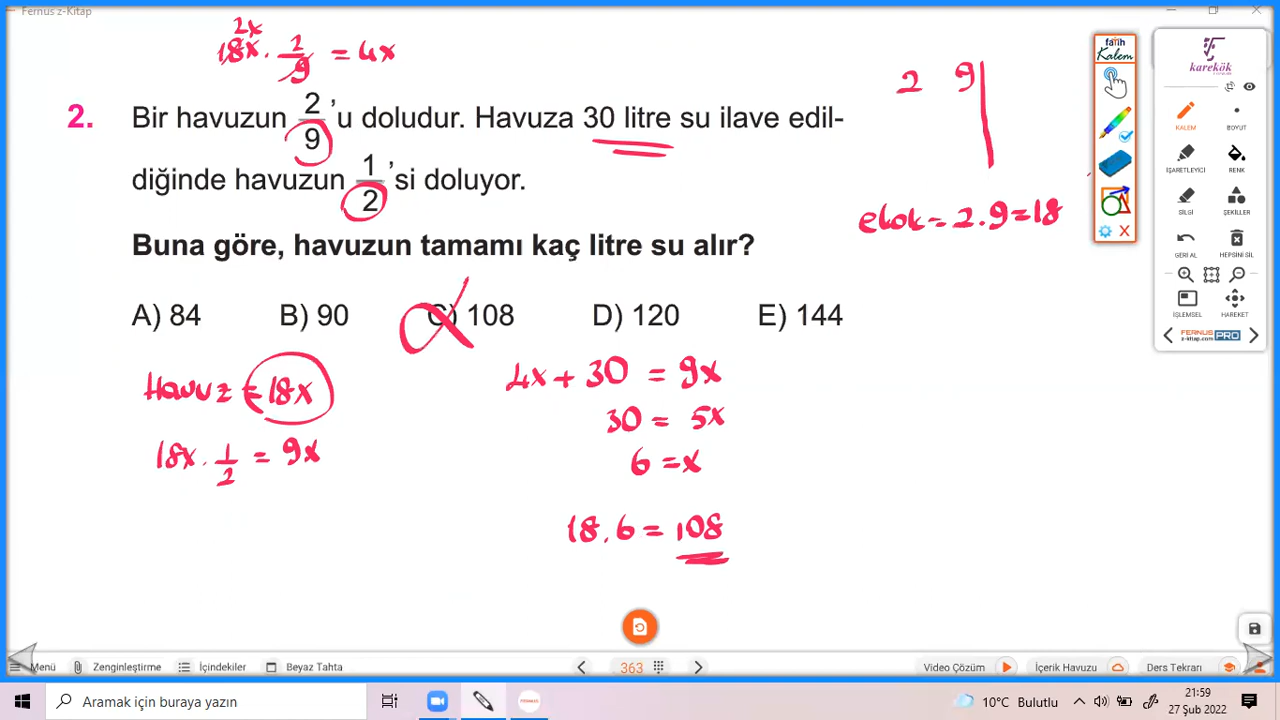 Fernus z-Kitap
2x
18x . 2/9 = 4x
2 9
2. Bir havuzun 2/9 'u doludur. Havuza 30 litre su ilave edil-
diğinde havuzun 1/2 'si doluyor.
ekok = 2.9=18
Buna göre, havuzun tamamı kaç litre su alır?
A) 84 B) 90 C) 108 D) 120 E) 144
Havuz = 18x
18x . 1/2 = 9x
4x + 30 = 9x
30 = 5x
6 = x
18.6 = 108
fatih
Kalem
karekök
KALEM BOYUT
İŞARETLEYİCİ RENK
SİLGİ ŞEKİLLER
GERİ AL HEPSİNİ SİL
İŞLEMSEL HAREKET
FERNUS PRO
z-kitap.com
Menü Zenginleştirme İçindekiler Beyaz Tahta 363 Video Çözüm İçerik Havuzu Ders Tekrarı
Aramak için buraya yazın
10°C Bulutlu
21:59
27 Şub 2022